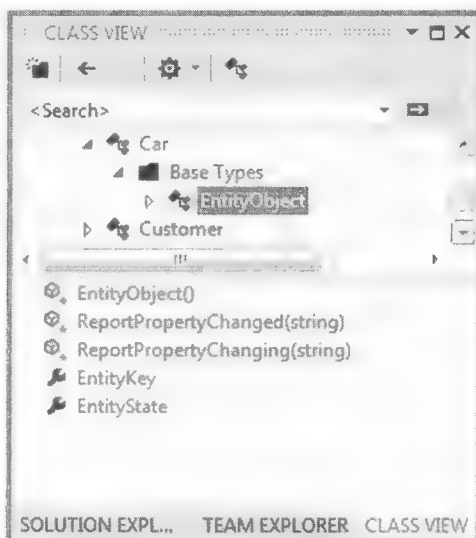 CLASS VIEW
<Search>
Car
Base Types
EntityObject
Customer
EntityObject()
ReportPropertyChanged(string)
ReportPropertyChanging(string)
EntityKey
EntityState
SOLUTION EXPL... TEAM EXPLORER CLASS VIEW